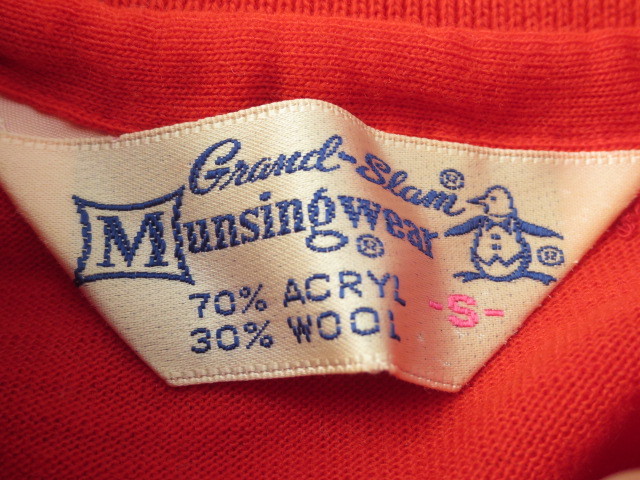 Grand-Slam®
Munsingwear® ®
70% ACRYL
30% WOOL
-S-